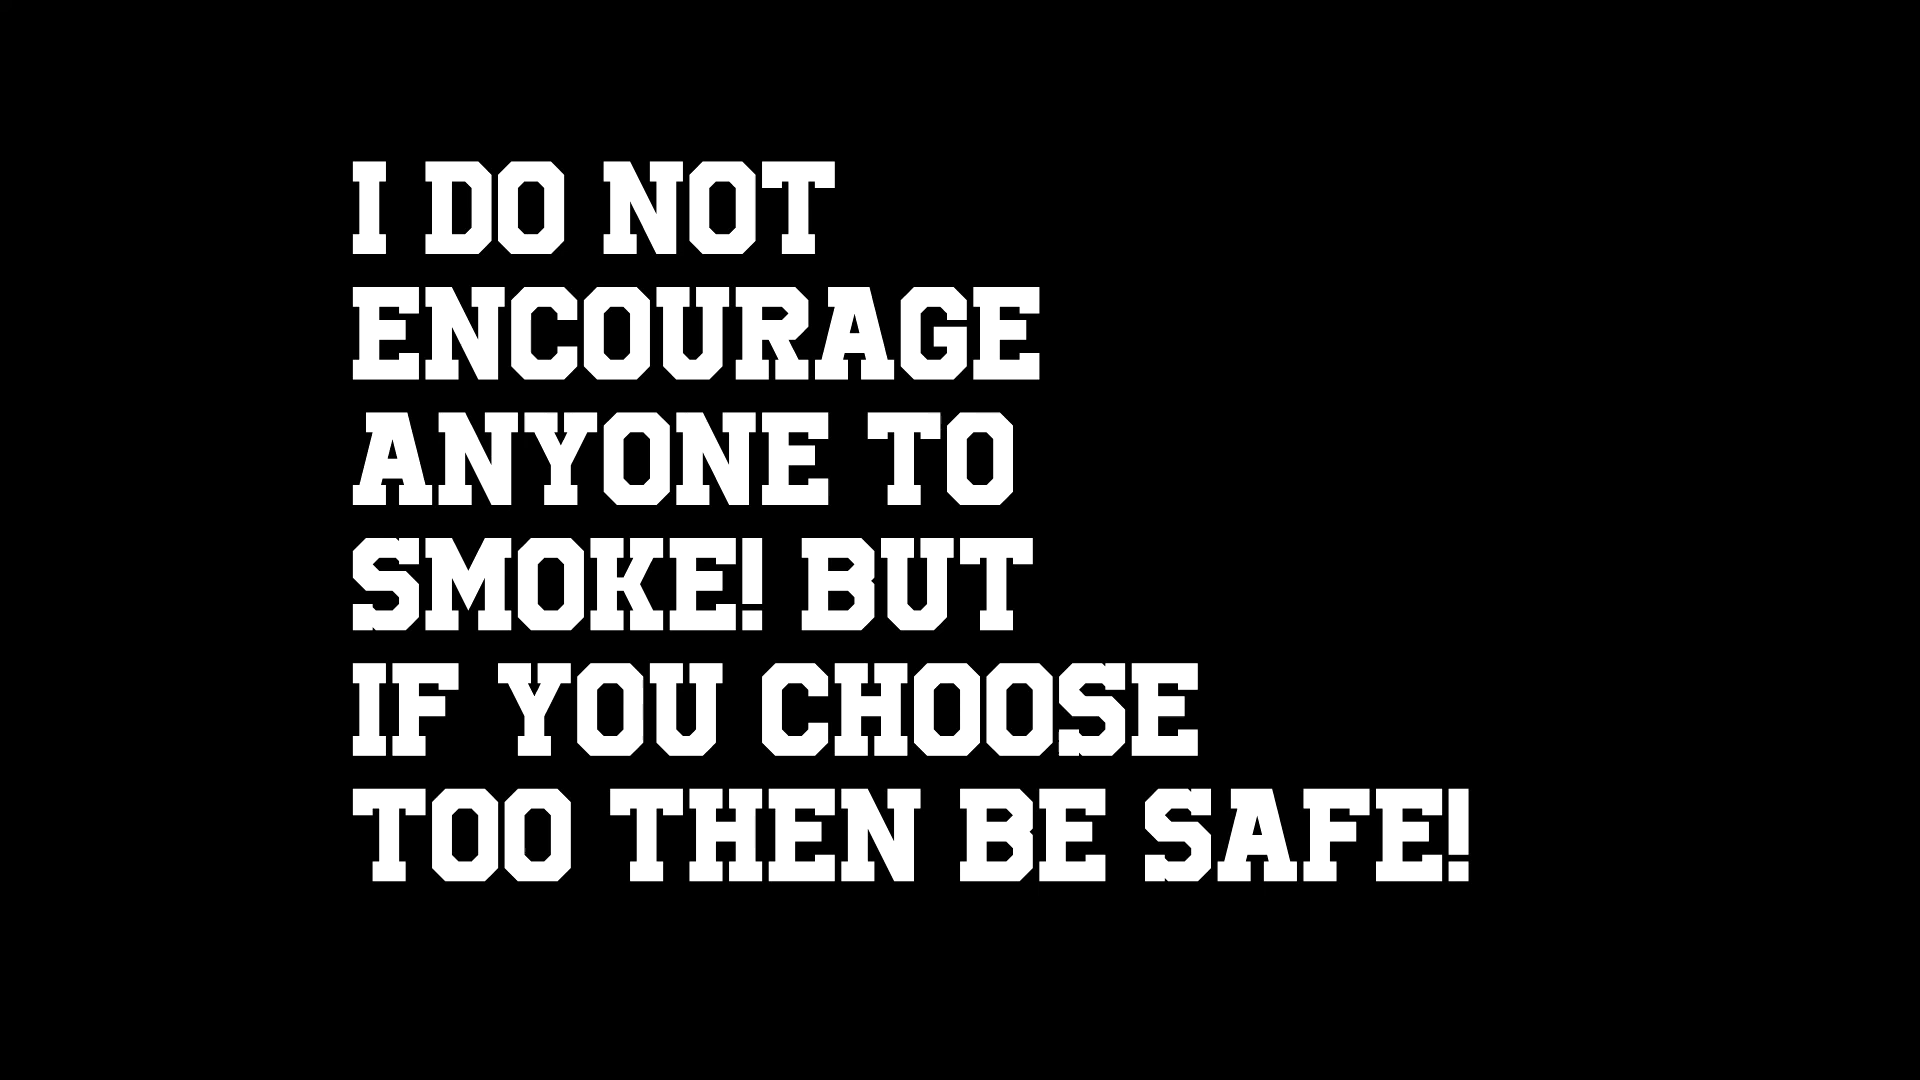 I DO NOT
ENCOURAGE
ANYONE TO
SMOKE! BUT
IF YOU CHOOSE
TOO THEN BE SAFE!